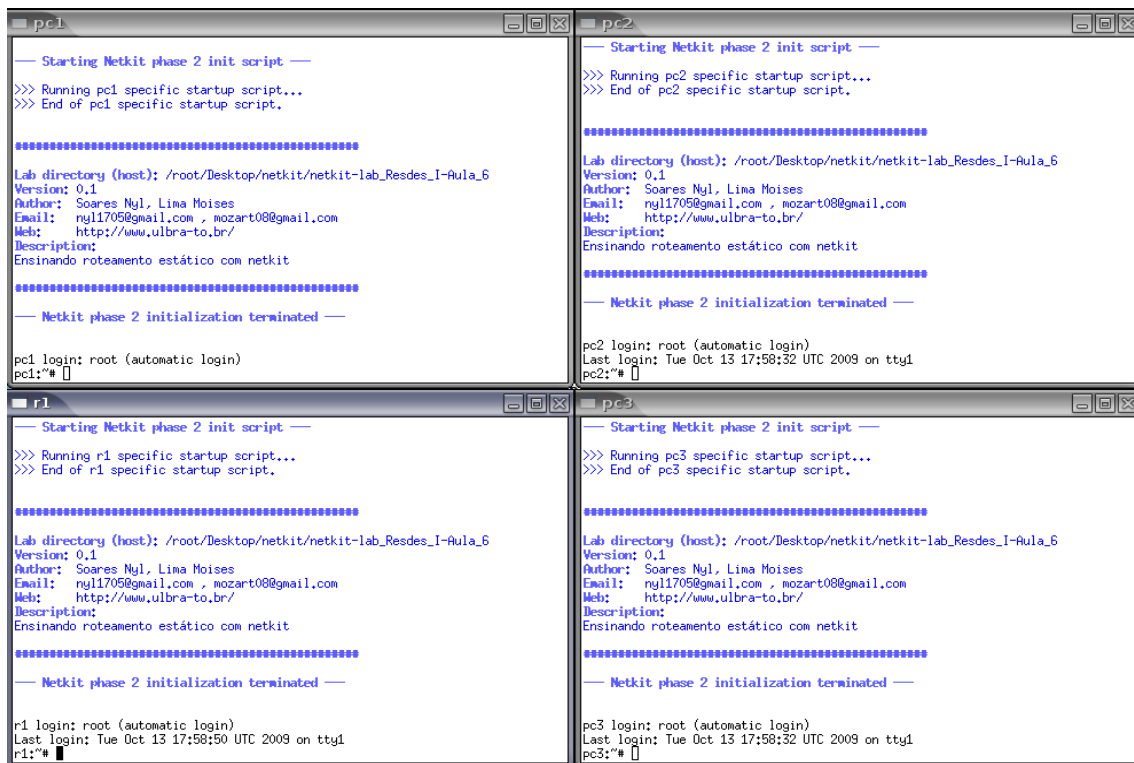 pc1
— Starting Netkit phase 2 init script —
>>> Running pc1 specific startup script...
>>> End of pc1 specific startup script.
##################################################
Lab directory (host): /root/Desktop/netkit/netkit-lab_Resdes_I-Aula_6
Version: 0.1
Author: Soares Nyl, Lima Moises
Email: nyl1705@gmail.com , mozart08@gmail.com
Web: http://www.ulbra-to.br/
Description:
Ensinando roteamento estático com netkit
##################################################
— Netkit phase 2 initialization terminated —
pc1 login: root (automatic login)
pc1:~#
pc2
— Starting Netkit phase 2 init script —
>>> Running pc2 specific startup script...
>>> End of pc2 specific startup script.
##################################################
Lab directory (host): /root/Desktop/netkit/netkit-lab_Resdes_I-Aula_6
Version: 0.1
Author: Soares Nyl, Lima Moises
Email: nyl1705@gmail.com , mozart08@gmail.com
Web: http://www.ulbra-to.br/
Description:
Ensinando roteamento estático com netkit
##################################################
— Netkit phase 2 initialization terminated —
pc2 login: root (automatic login)
Last login: Tue Oct 13 17:58:32 UTC 2009 on tty1
pc2:~#
r1
— Starting Netkit phase 2 init script —
>>> Running r1 specific startup script...
>>> End of r1 specific startup script.
##################################################
Lab directory (host): /root/Desktop/netkit/netkit-lab_Resdes_I-Aula_6
Version: 0.1
Author: Soares Nyl, Lima Moises
Email: nyl1705@gmail.com , mozart08@gmail.com
Web: http://www.ulbra-to.br/
Description:
Ensinando roteamento estático com netkit
##################################################
— Netkit phase 2 initialization terminated —
r1 login: root (automatic login)
Last login: Tue Oct 13 17:58:50 UTC 2009 on tty1
r1:~#
pc3
— Starting Netkit phase 2 init script —
>>> Running pc3 specific startup script...
>>> End of pc3 specific startup script.
##################################################
Lab directory (host): /root/Desktop/netkit/netkit-lab_Resdes_I-Aula_6
Version: 0.1
Author: Soares Nyl, Lima Moises
Email: nyl1705@gmail.com , mozart08@gmail.com
Web: http://www.ulbra-to.br/
Description:
Ensinando roteamento estático com netkit
##################################################
— Netkit phase 2 initialization terminated —
pc3 login: root (automatic login)
Last login: Tue Oct 13 17:58:32 UTC 2009 on tty1
pc3:~#